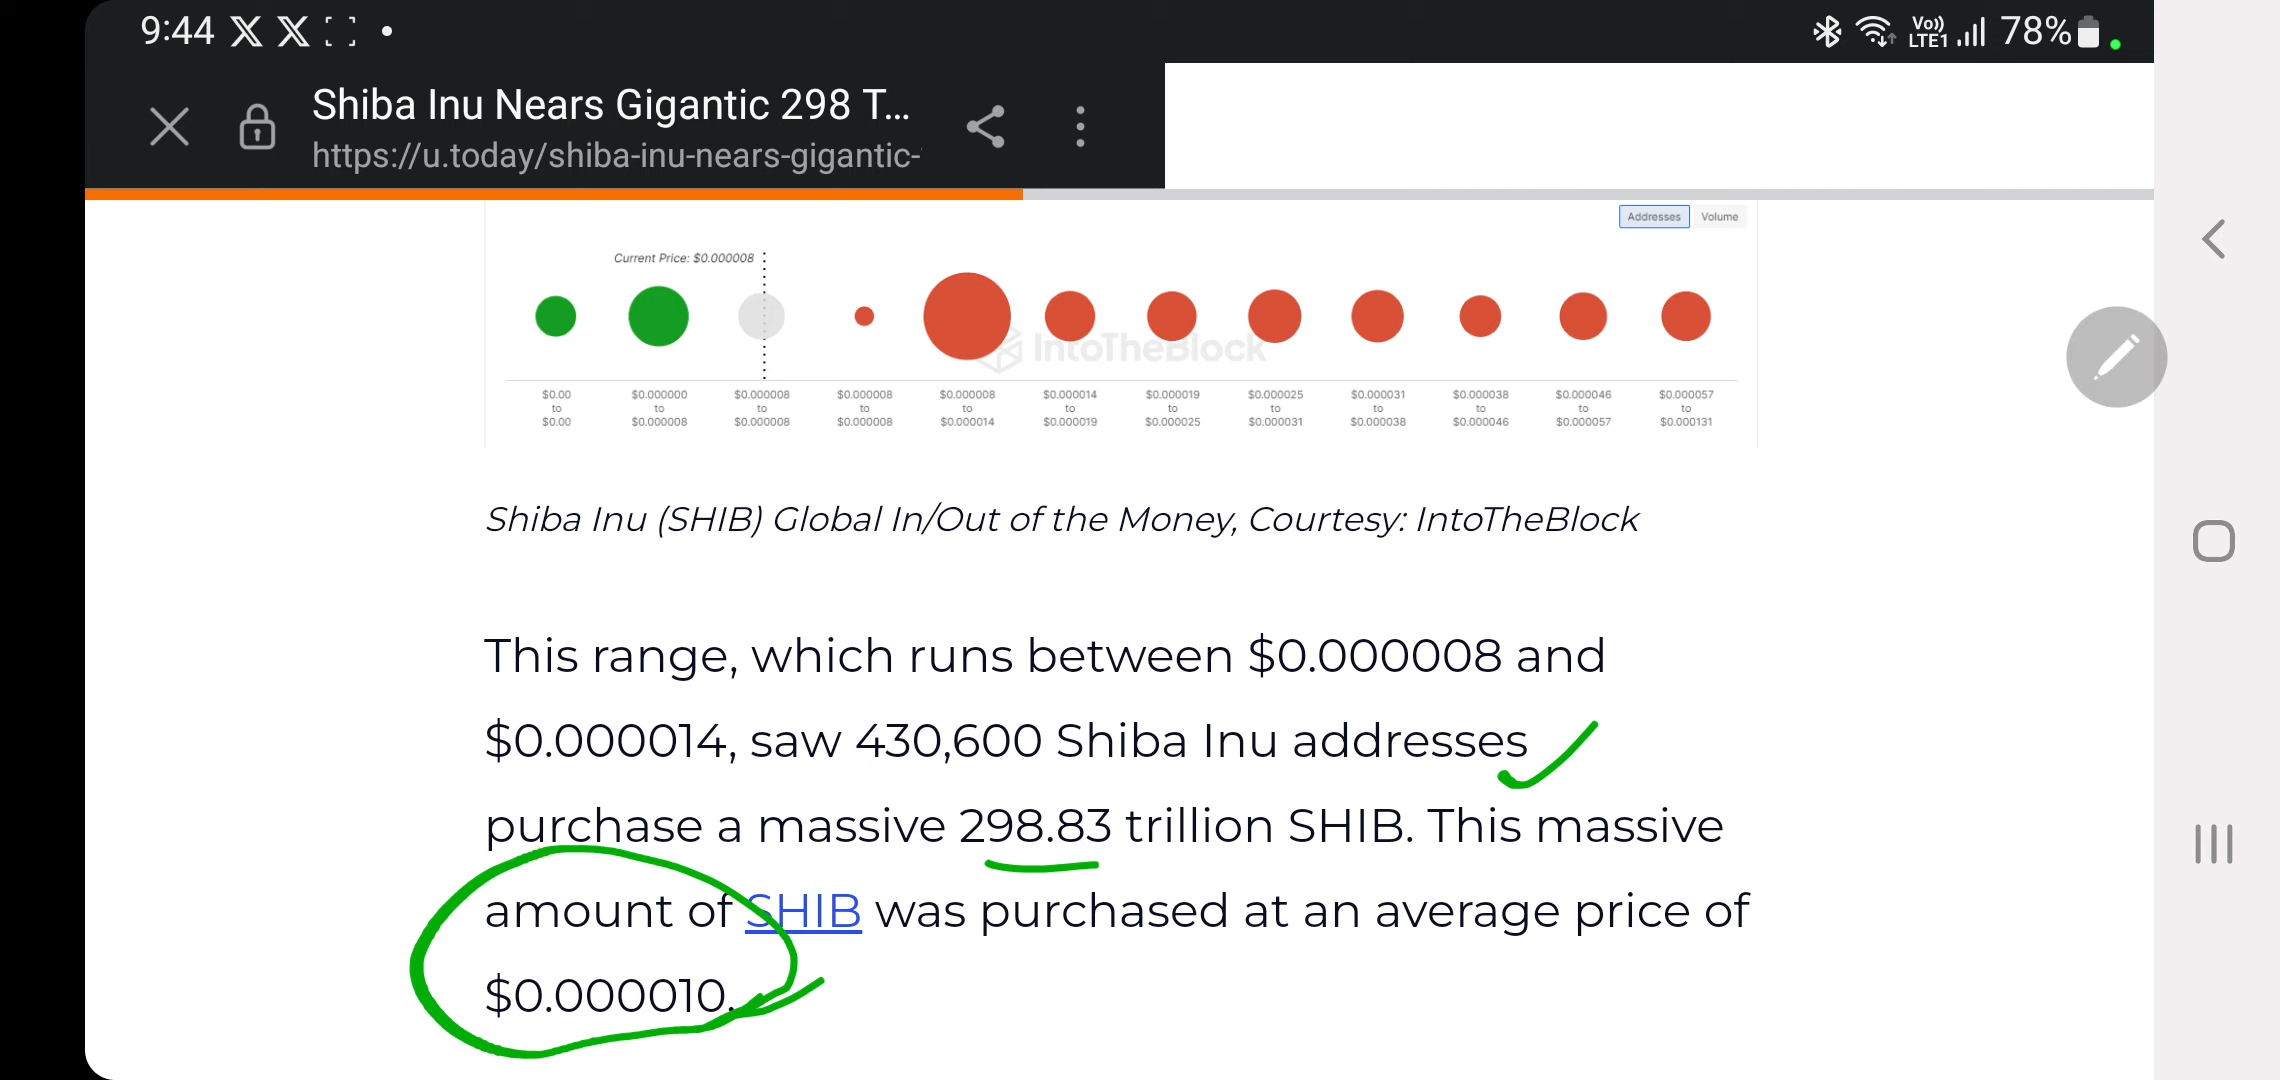 9:44
Vo)) LTE1 78%
Shiba Inu Nears Gigantic 298 T...
https://u.today/shiba-inu-nears-gigantic-
Addresses Volume
Current Price: $0.000008
IntoTheBlock
$0.00 to $0.00
$0.000000 to $0.000008
$0.000008 to $0.000008
$0.000008 to $0.000008
$0.000008 to $0.000014
$0.000014 to $0.000019
$0.000019 to $0.000025
$0.000025 to $0.000031
$0.000031 to $0.000038
$0.000038 to $0.000046
$0.000046 to $0.000057
$0.000057 to $0.000131
Shiba Inu (SHIB) Global In/Out of the Money, Courtesy: IntoTheBlock
This range, which runs between $0.000008 and
$0.000014, saw 430,600 Shiba Inu addresses
purchase a massive 298.83 trillion SHIB. This massive
amount of SHIB was purchased at an average price of
$0.000010.